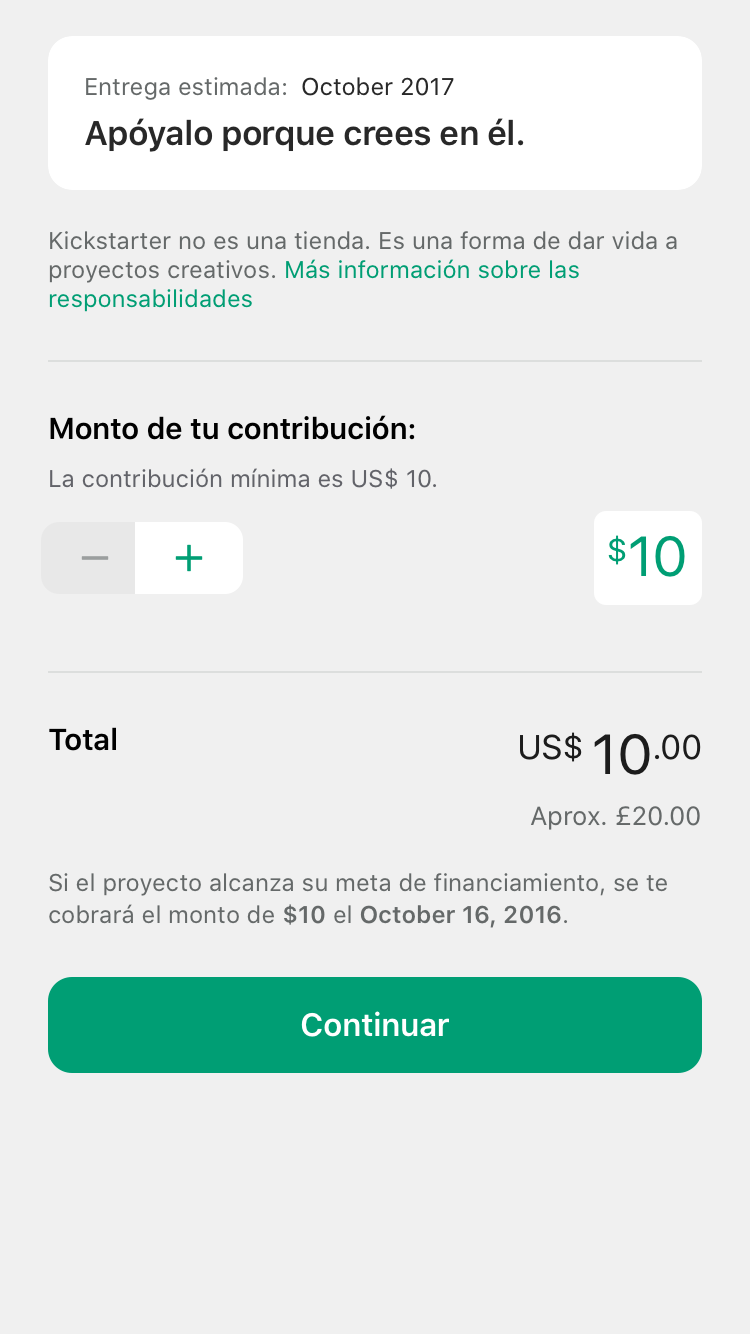 Entrega estimada: October 2017
Apóyalo porque crees en él.
Kickstarter no es una tienda. Es una forma de dar vida a
proyectos creativos. Más información sobre las
responsabilidades
Monto de tu contribución:
La contribución mínima es US$ 10.
− +
$10
Total
US$ 10.00
Aprox. £20.00
Si el proyecto alcanza su meta de financiamiento, se te
cobrará el monto de $10 el October 16, 2016.
Continuar